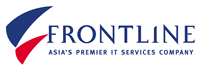 FRONTLINE
ASIA'S PREMIER IT SERVICES COMPANY